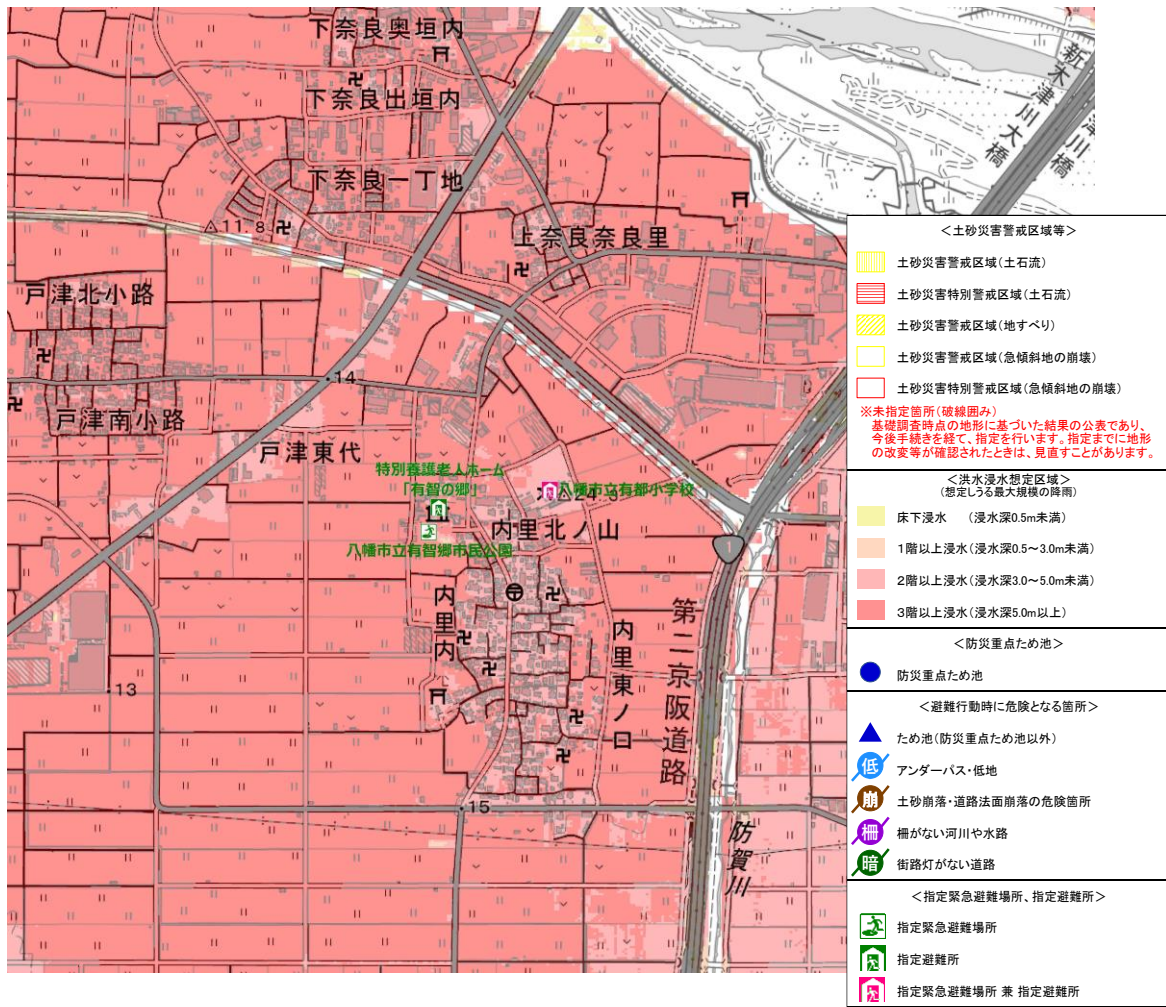 下奈良奥垣内
下奈良出垣内
下奈良一丁地
11.8
上奈良奈良里
新木津川大橋
津川橋
戸津北小路
14
戸津南小路
戸津東代
特別養護老人ホーム
「有智の郷」
八幡市立有都小学校
内里北ノ山
八幡市立有智郷市民公園
1
内里内
内里東ノ口
第二京阪道路
13
15
防賀川
＜土砂災害警戒区域等＞
土砂災害警戒区域（土石流）
土砂災害特別警戒区域（土石流）
土砂災害警戒区域（地すべり）
土砂災害警戒区域（急傾斜地の崩壊）
土砂災害特別警戒区域（急傾斜地の崩壊）
※未指定箇所（破線囲み）
基礎調査時点の地形に基づいた結果の公表であり、
今後手続きを経て、指定を行います。指定までに地形
の改変等が確認されたときは、見直すことがあります。
＜洪水浸水想定区域＞
（想定しうる最大規模の降雨）
床下浸水　（浸水深0.5m未満）
1階以上浸水（浸水深0.5～3.0m未満）
2階以上浸水（浸水深3.0～5.0m未満）
3階以上浸水（浸水深5.0m以上）
＜防災重点ため池＞
防災重点ため池
＜避難行動時に危険となる箇所＞
ため池（防災重点ため池以外）
低 アンダーパス・低地
崩 土砂崩落・道路法面崩落の危険箇所
柵 柵がない河川や水路
暗 街路灯がない道路
＜指定緊急避難場所、指定避難所＞
指定緊急避難場所
指定避難所
指定緊急避難場所 兼 指定避難所